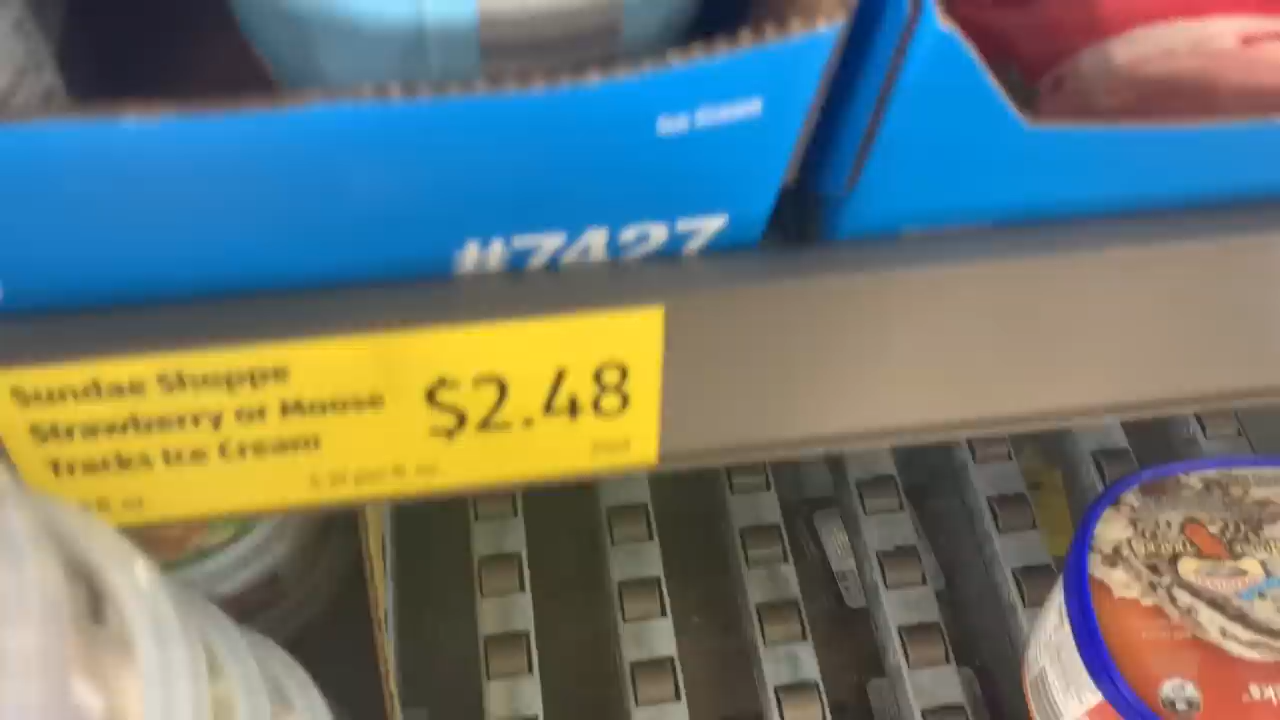 Ice Cream
#7427
Sundae Shoppe
Strawberry or Moose
Tracks Ice Cream
$2.48